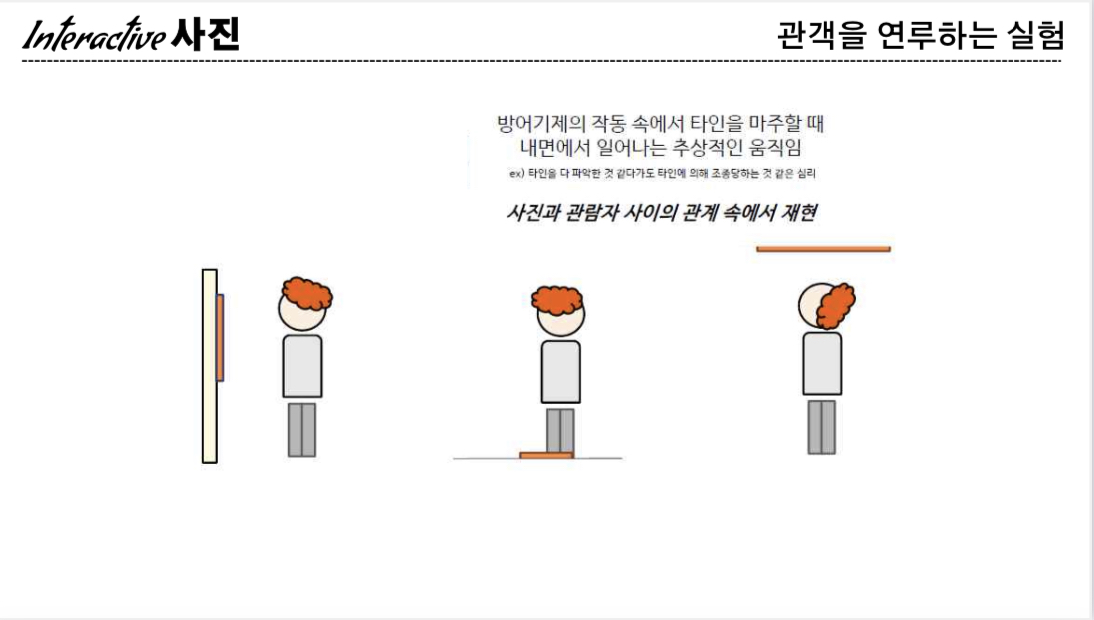 Interactive 사진
관객을 연루하는 실험
방어기제의 작동 속에서 타인을 마주할 때
내면에서 일어나는 추상적인 움직임
ex) 타인을 다 파악한 것 같다가도 타인에 의해 조종당하는 것 같은 심리
사진과 관람자 사이의 관계 속에서 재현